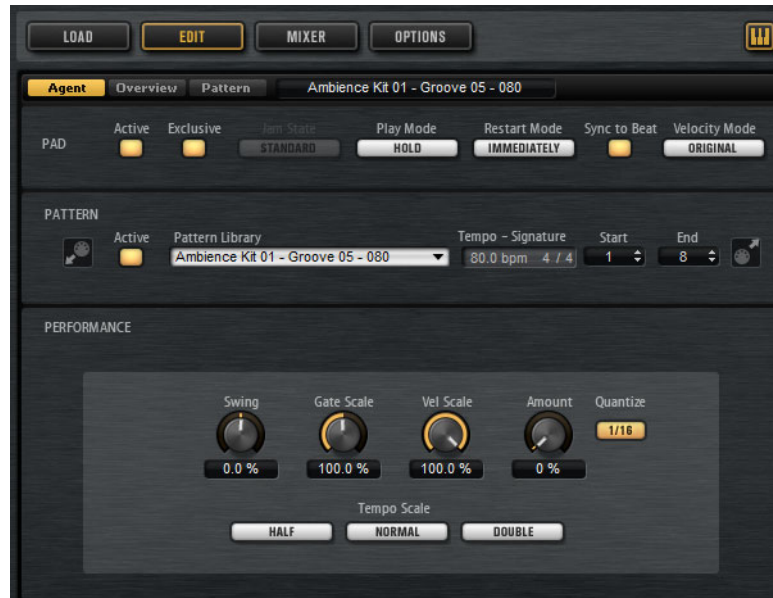 LOAD EDIT MIXER OPTIONS
Agent Overview Pattern Ambience Kit 01 - Groove 05 - 080
Active Exclusive Jam State Play Mode Restart Mode Sync to Beat Velocity Mode
PAD STANDARD HOLD IMMEDIATELY ORIGINAL
PATTERN
Active Pattern Library Tempo – Signature Start End
Ambience Kit 01 - Groove 05 - 080 80.0 bpm 4 / 4 1 8
PERFORMANCE
Swing Gate Scale Vel Scale Amount Quantize
1/16
0.0 % 100.0 % 100.0 % 0 %
Tempo Scale
HALF NORMAL DOUBLE